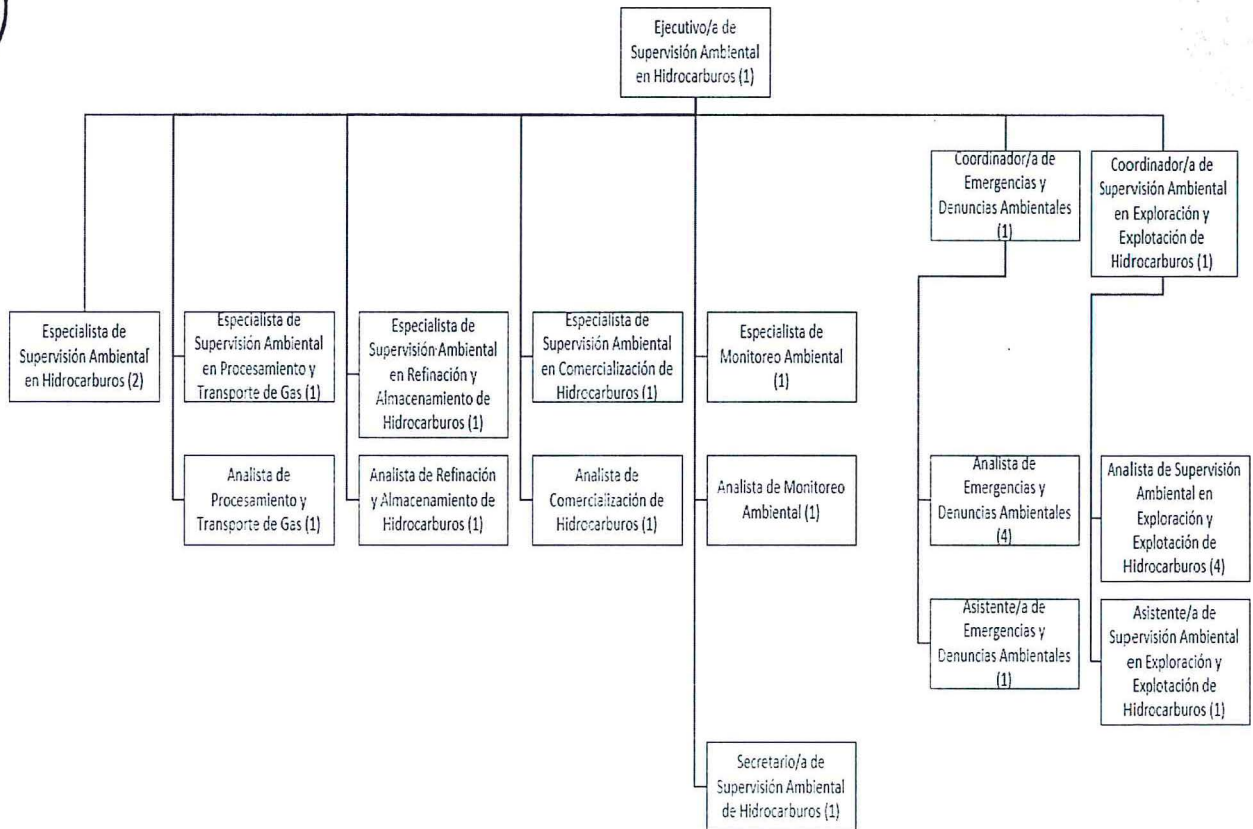 Ejecutivo/a de
Supervisión Ambiental
en Hidrocarburos (1)
Coordinador/a de
Emergencias y
Denuncias Ambientales
(1)
Coordinador/a de
Supervisión Ambiental
en Exploración y
Explotación de
Hidrocarburos (1)
Especialista de
Supervisión Ambiental
en Hidrocarburos (2)
Especialista de
Supervisión Ambiental
en Procesamiento y
Transporte de Gas (1)
Especialista de
Supervisión Ambiental
en Refinación y
Almacenamiento de
Hidrocarburos (1)
Especialista de
Supervisión Ambiental
en Comercialización de
Hidrocarburos (1)
Especialista de
Monitoreo Ambiental
(1)
Analista de
Procesamiento y
Transporte de Gas (1)
Analista de Refinación
y Almacenamiento de
Hidrocarburos (1)
Analista de
Comercialización de
Hidrocarburos (1)
Analista de Monitoreo
Ambiental (1)
Analista de
Emergencias y
Denuncias Ambientales
(4)
Analista de Supervisión
Ambiental en
Exploración y
Explotación de
Hidrocarburos (4)
Asistente/a de
Emergencias y
Denuncias Ambientales
(1)
Asistente/a de
Supervisión Ambiental
en Exploración y
Explotación de
Hidrocarburos (1)
Secretario/a de
Supervisión Ambiental
de Hidrocarburos (1)